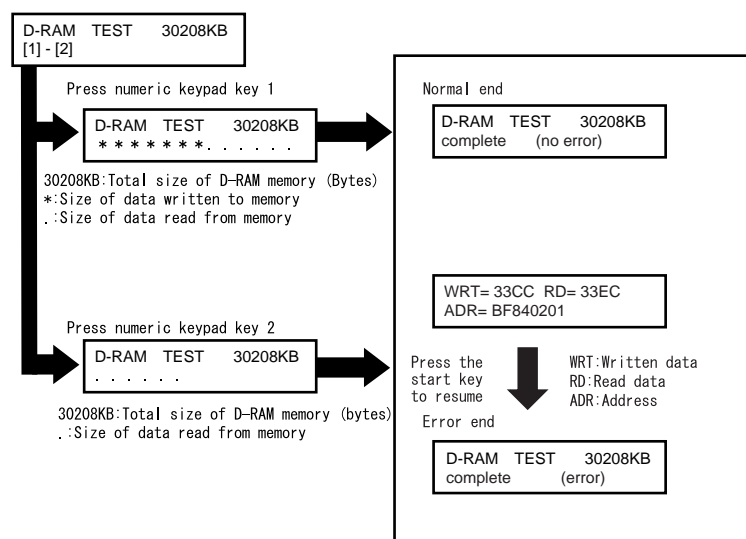 D-RAM TEST 30208KB
[1] - [2]
Press numeric keypad key 1
D-RAM TEST 30208KB
* * * * * * * . . . . . .
30208KB:Total size of D-RAM memory (Bytes)
*:Size of data written to memory
.:Size of data read from memory
Press numeric keypad key 2
D-RAM TEST 30208KB
. . . . . .
30208KB:Total size of D-RAM memory (bytes)
.:Size of data read from memory
Normal end
D-RAM TEST 30208KB
complete (no error)
WRT= 33CC RD= 33EC
ADR= BF840201
Press the
start key
to resume
WRT:Written data
RD:Read data
ADR:Address
Error end
D-RAM TEST 30208KB
complete (error)